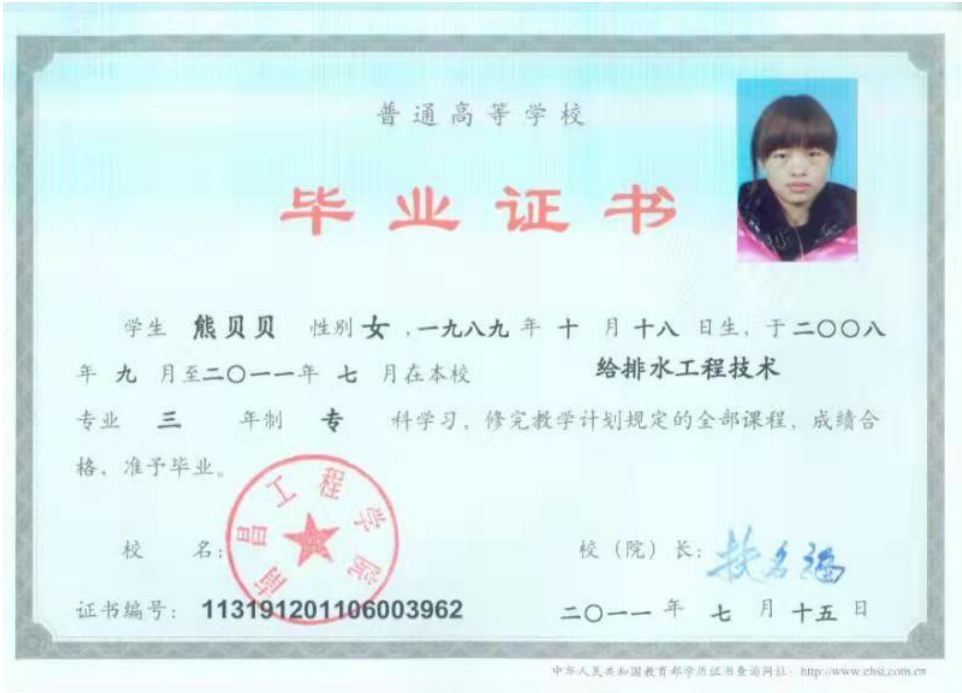 普通高等学校
毕业证书
学生 熊贝贝 性别 女 ,一九八九 年 十 月 十八 日生, 于 二〇〇八
年 九 月至二〇一一年 七 月在本校 给排水工程技术
专业 三 年制 专 科学习, 修完教学计划规定的全部课程, 成绩合
格, 准予毕业。
南昌工程学院
校 名:
校 (院) 长: 扶名福
证书编号: 113191201106003962
二〇一一 年 七 月 十五 日
中华人民共和国教育部学历证书查询网址: http://www.chsi.com.cn